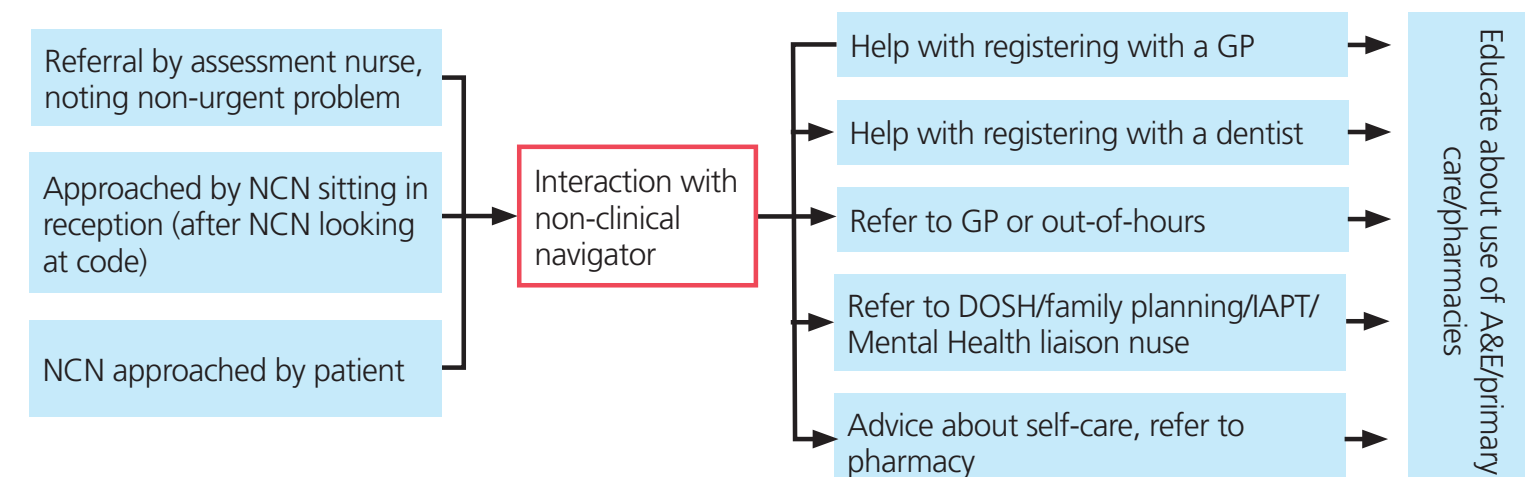 Referral by assessment nurse,
noting non-urgent problem
Approached by NCN sitting in
reception (after NCN looking
at code)
NCN approached by patient
Interaction with
non-clinical
navigator
Help with registering with a GP
Help with registering with a dentist
Refer to GP or out-of-hours
Refer to DOSH/family planning/IAPT/
Mental Health liaison nuse
Advice about self-care, refer to
pharmacy
Educate about use of A&E/primary
care/pharmacies